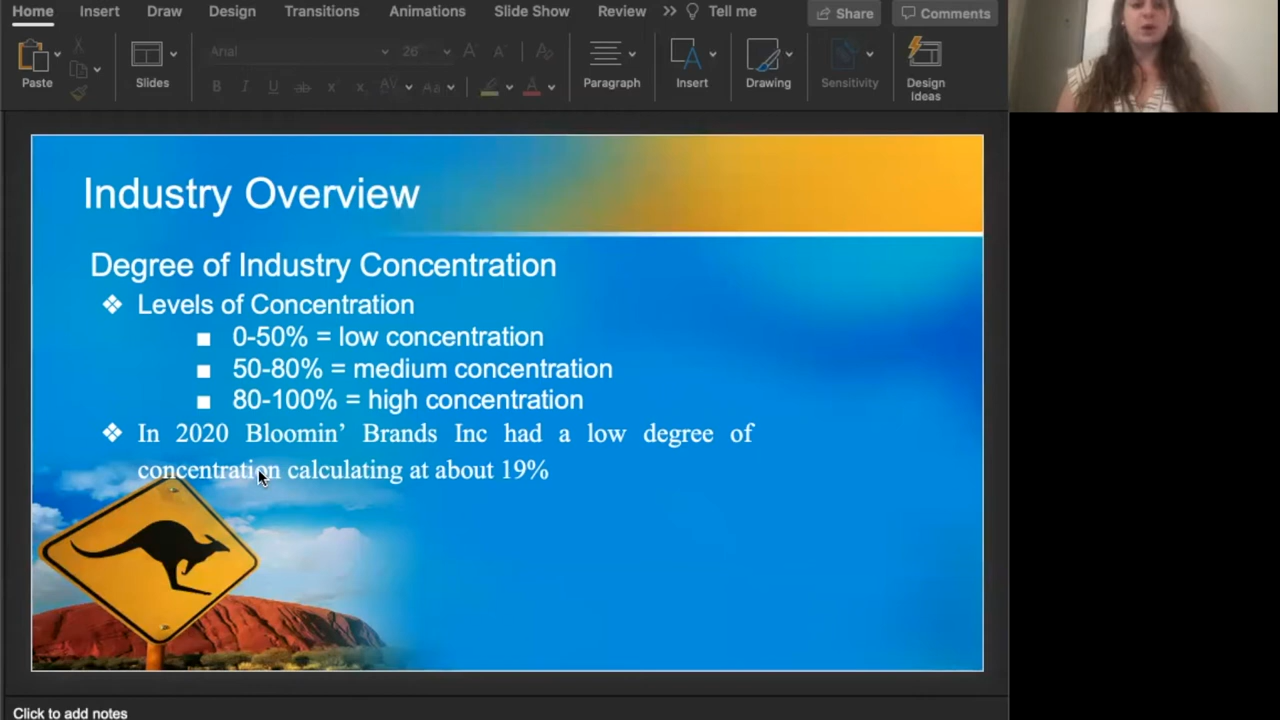 Home Insert Draw Design Transitions Animations Slide Show Review Tell me Share Comments
Arial 26
Paste Slides Paragraph Insert Drawing Sensitivity Design Ideas
Industry Overview
Degree of Industry Concentration
❖ Levels of Concentration
■ 0-50% = low concentration
■ 50-80% = medium concentration
■ 80-100% = high concentration
❖ In 2020 Bloomin’ Brands Inc had a low degree of
concentration calculating at about 19%
Click to add notes